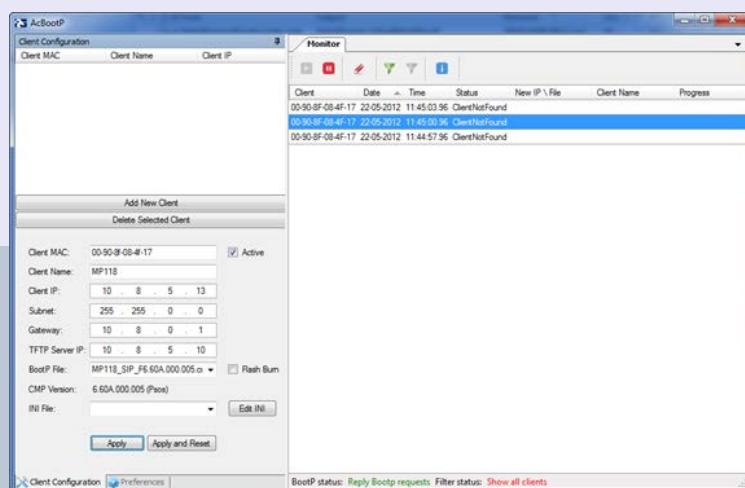 AcBootP
Client Configuration
Client MAC Client Name Client IP
Add New Client
Delete Selected Client
Client MAC: 00-90-8f-08-4f-17 Active
Client Name: MP118
Client IP: 10 . 8 . 5 . 13
Subnet: 255 . 255 . 0 . 0
Gateway: 10 . 8 . 0 . 1
TFTP Server IP: 10 . 8 . 5 . 10
BootP File: MP118_SIP_F6.60A.000.005.c Flash Burn
CMP Version: 6.60A.000.005 (Psos)
INI File: Edit INI
Apply Apply and Reset
Client Configuration Preferences
Monitor
Client Date Time Status New IP \ File Client Name Progress
00-90-8F-08-4F-17 22-05-2012 11:45:03.96 ClientNotFound
00-90-8F-08-4F-17 22-05-2012 11:45:00.96 ClientNotFound
00-90-8F-08-4F-17 22-05-2012 11:44:57.96 ClientNotFound
BootP status: Reply Bootp requests Filter status: Show all clients